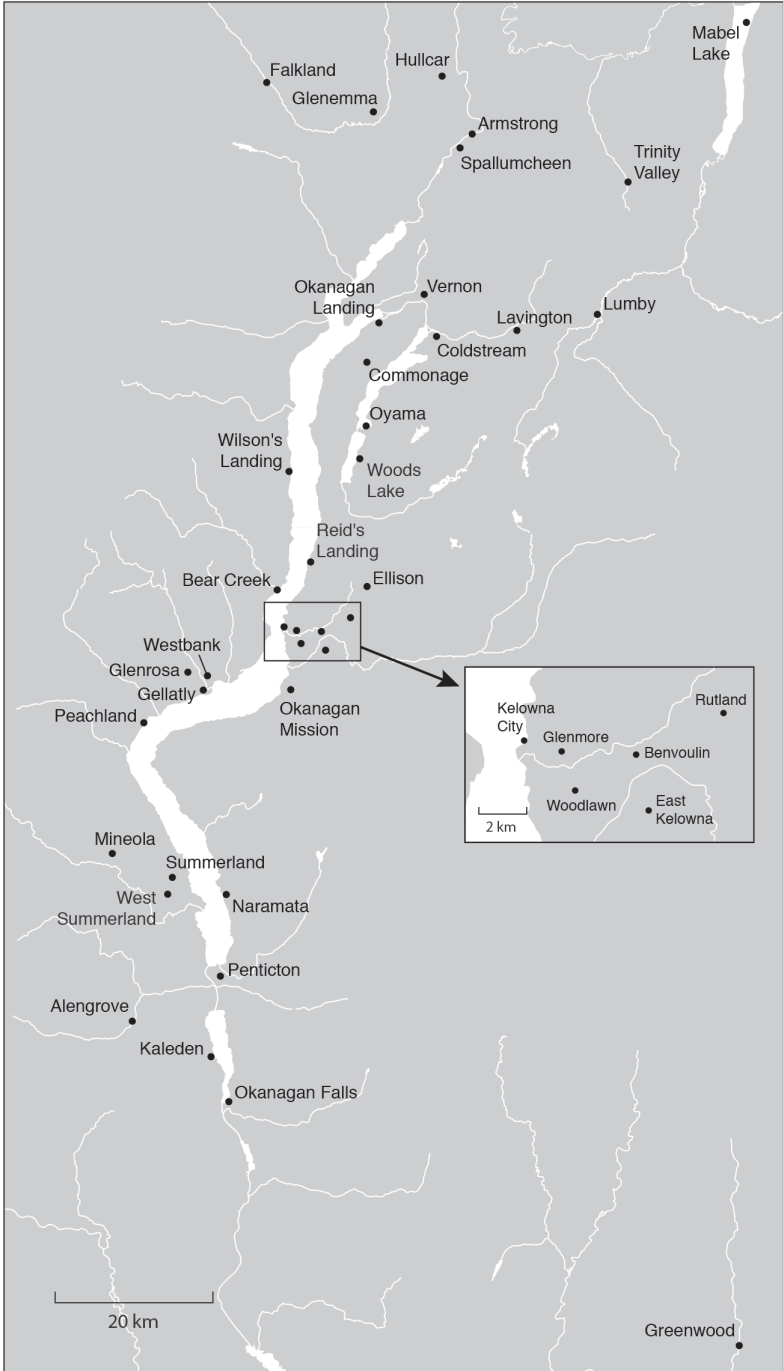 Mabel
Lake
Hullcar
Falkland
Glenemma
Armstrong
Trinity
Valley
Spallumcheen
Okanagan
Landing
Vernon
Lumby
Lavington
Coldstream
Commonage
Oyama
Wilson's
Landing
Woods
Lake
Reid's
Landing
Bear Creek
Ellison
Westbank
Glenrosa
Gellatly
Peachland
Okanagan
Mission
Rutland
Kelowna
City
Glenmore
Benvoulin
Woodlawn
East
Kelowna
2 km
Mineola
Summerland
West
Summerland
Naramata
Penticton
Alengrove
Kaleden
Okanagan Falls
20 km
Greenwood